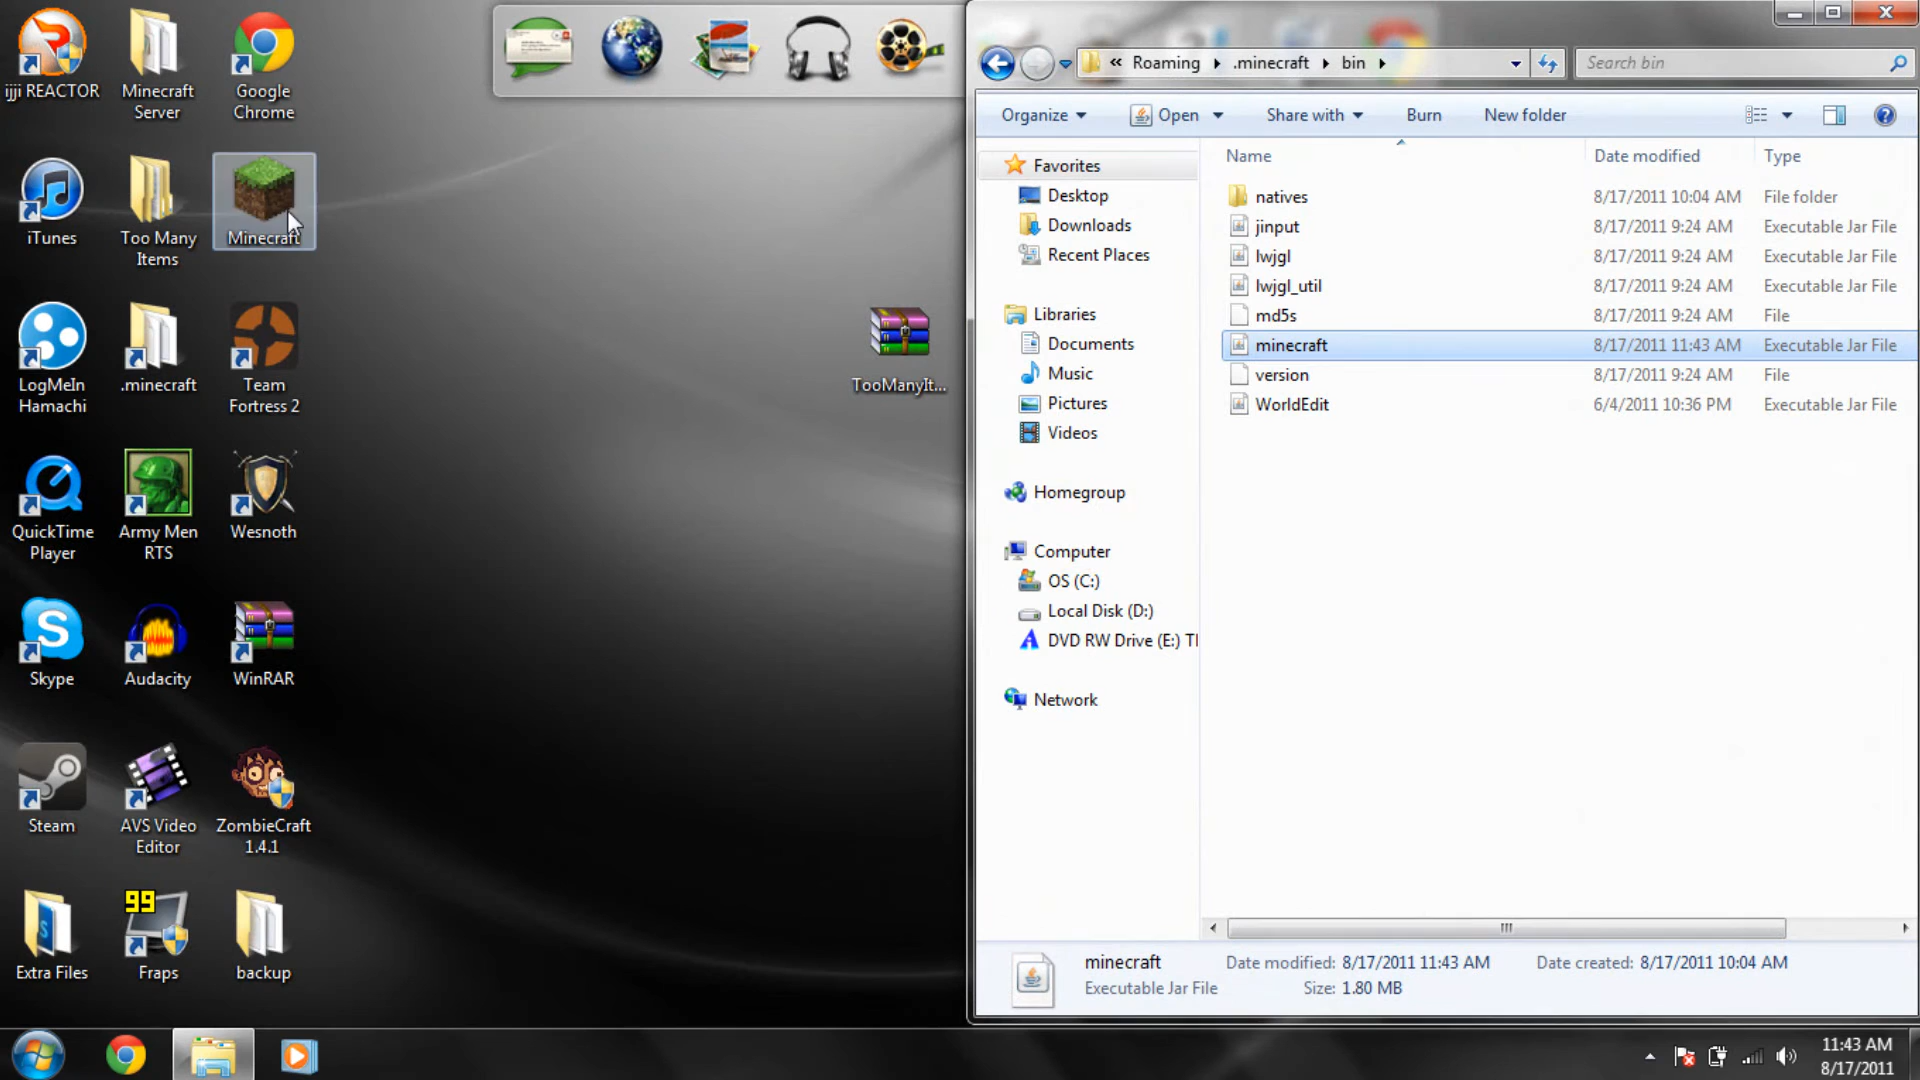 ijji REACTOR
Minecraft
Server
Google
Chrome
iTunes
Too Many
Items
Minecraft
LogMeIn
Hamachi
.minecraft
Team
Fortress 2
QuickTime
Player
Army Men
RTS
Wesnoth
Skype
Audacity
WinRAR
Steam
AVS Video
Editor
ZombieCraft
1.4.1
Extra Files
99
Fraps
backup
TooManyIt...
« Roaming .minecraft bin
Search bin
Organize Open Share with Burn New folder
Name Date modified Type
Favorites
Desktop
Downloads
Recent Places
Libraries
Documents
Music
Pictures
Videos
Homegroup
Computer
OS (C:)
Local Disk (D:)
DVD RW Drive (E:) TI
Network
natives 8/17/2011 10:04 AM File folder
jinput 8/17/2011 9:24 AM Executable Jar File
lwjgl 8/17/2011 9:24 AM Executable Jar File
lwjgl_util 8/17/2011 9:24 AM Executable Jar File
md5s 8/17/2011 9:24 AM File
minecraft 8/17/2011 11:43 AM Executable Jar File
version 8/17/2011 9:24 AM File
WorldEdit 6/4/2011 10:36 PM Executable Jar File
minecraft Date modified: 8/17/2011 11:43 AM Date created: 8/17/2011 10:04 AM
Executable Jar File Size: 1.80 MB
11:43 AM
8/17/2011